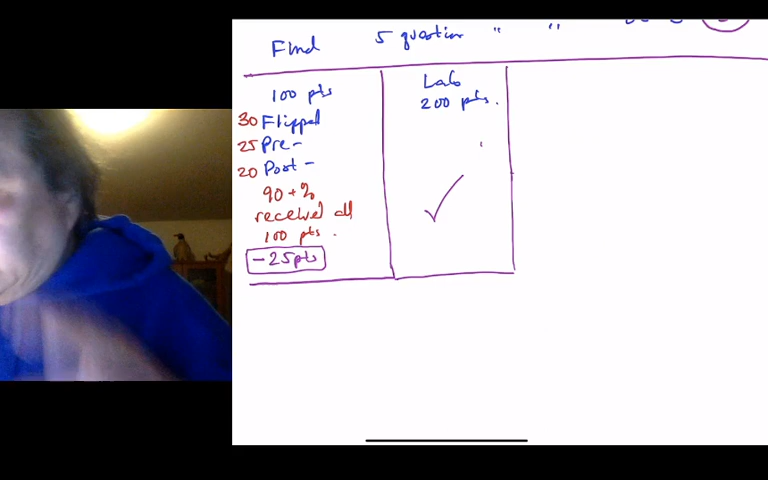 Find 5 question " "
100 pts
30 Flipped
25 Pre-
20 Post-
90+%
received all
100 pts.
-25pts
Lab
200 pts.